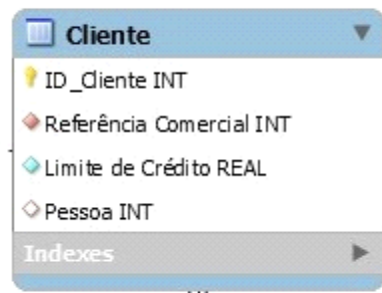 Cliente
ID_Cliente INT
Referência Comercial INT
Limite de Crédito REAL
Pessoa INT
Indexes